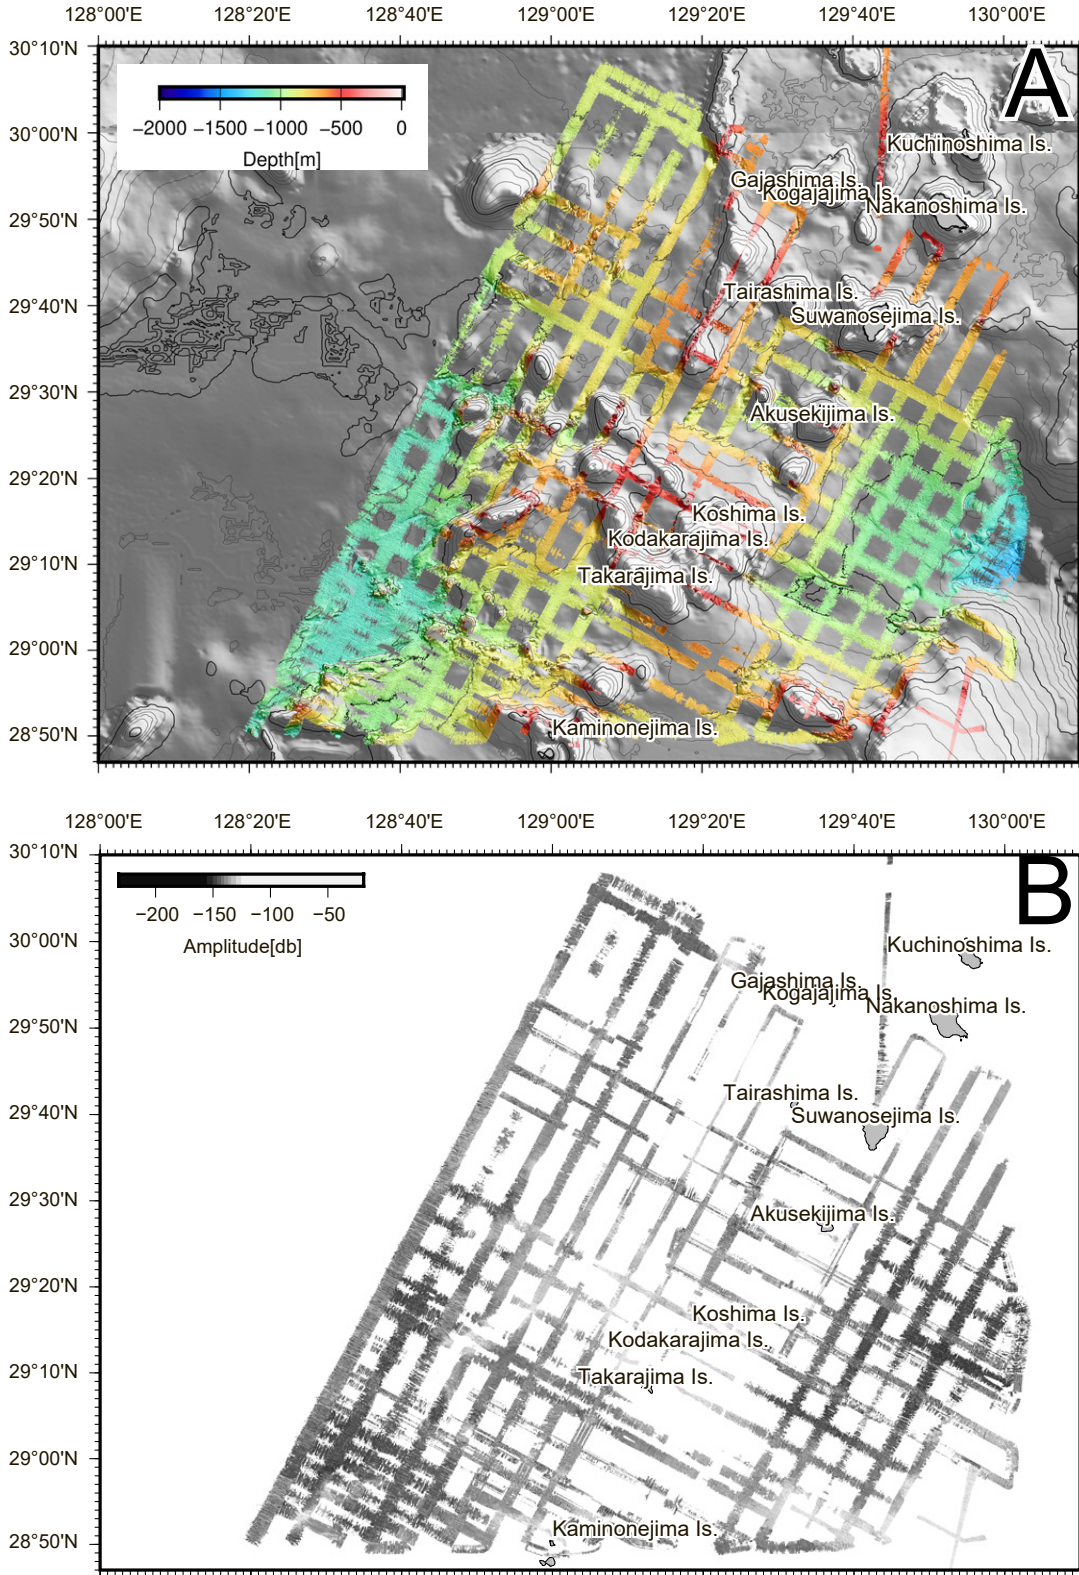 128°00'E 128°20'E 128°40'E 129°00'E 129°20'E 129°40'E 130°00'E
30°10'N
A
−2000 −1500 −1000 −500 0
30°00'N
Kuchinoshima Is.
Depth[m]
Gajashima Is.
Kogajajima Is.
Nakanoshima Is.
29°50'N
Tairashima Is.
29°40'N
Suwanosejima Is.
29°30'N
Akusekijima Is.
29°20'N
Koshima Is.
Kodakarajima Is.
29°10'N
Takarajima Is.
29°00'N
28°50'N
Kaminonejima Is.
128°00'E 128°20'E 128°40'E 129°00'E 129°20'E 129°40'E 130°00'E
30°10'N
B
−200 −150 −100 −50
30°00'N
Amplitude[db]
Kuchinoshima Is.
Gajashima Is.
Kogajajima Is.
Nakanoshima Is.
29°50'N
Tairashima Is.
29°40'N
Suwanosejima Is.
29°30'N
Akusekijima Is.
29°20'N
Koshima Is.
Kodakarajima Is.
29°10'N
Takarajima Is.
29°00'N
28°50'N
Kaminonejima Is.